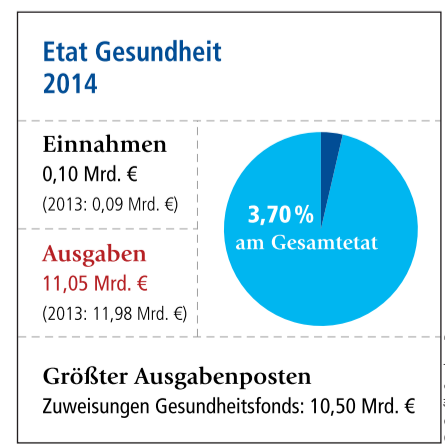 Etat Gesundheit
2014
Einnahmen
0,10 Mrd. €
(2013: 0,09 Mrd. €)
Ausgaben
11,05 Mrd. €
(2013: 11,98 Mrd. €)
3,70 %
am Gesamtetat
Größter Ausgabenposten
Zuweisungen Gesundheitsfonds: 10,50 Mrd. €